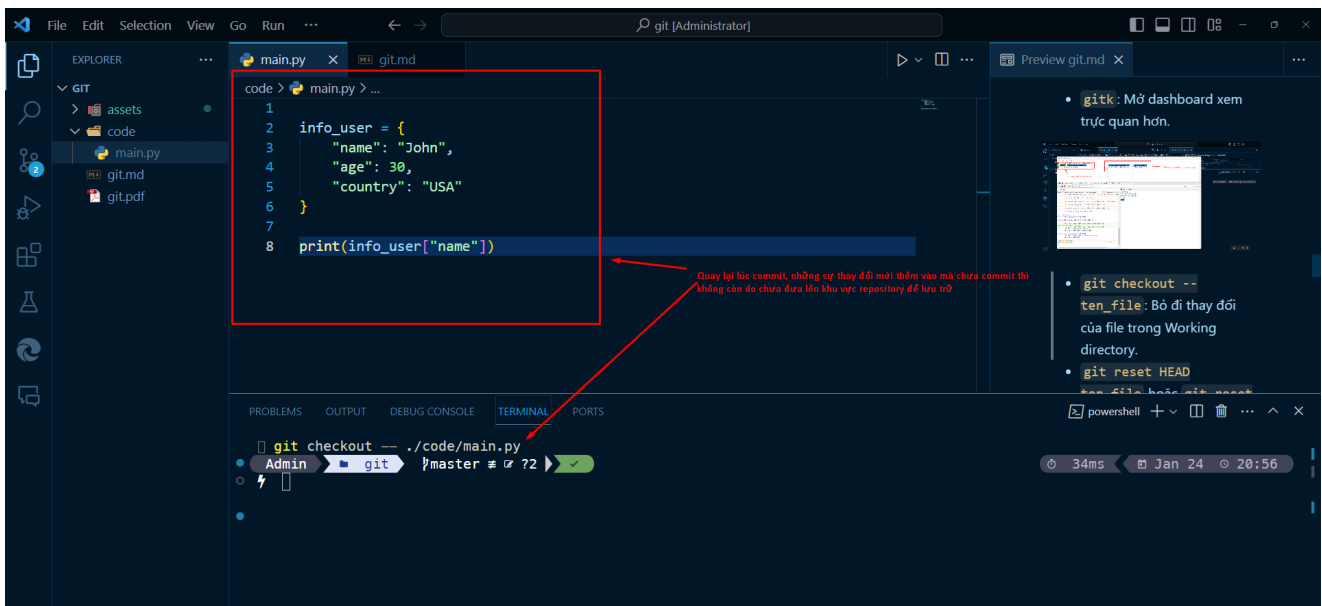 File Edit Selection View Go Run ··· git [Administrator]
EXPLORER ···
GIT
assets
code
main.py
git.md
git.pdf
2
main.py git.md
code > main.py > ...
1
2 info_user = {
3 "name": "John",
4 "age": 30,
5 "country": "USA"
6 }
7
8 print(info_user["name"])
Quay lại lúc commit, những sự thay đổi mới thêm vào mà chưa commit thì
không còn do chưa đưa lên khu vực repository để lưu trữ
Preview git.md
• gitk: Mở dashboard xem
trực quan hơn.
• git checkout --
ten_file: Bỏ đi thay đổi
của file trong Working
directory.
• git reset HEAD
ten_file hoặc git reset
PROBLEMS OUTPUT DEBUG CONSOLE TERMINAL PORTS
powershell
git checkout -- ./code/main.py
Admin git master ≢ ?2 ✓ 34ms Jan 24 20:56